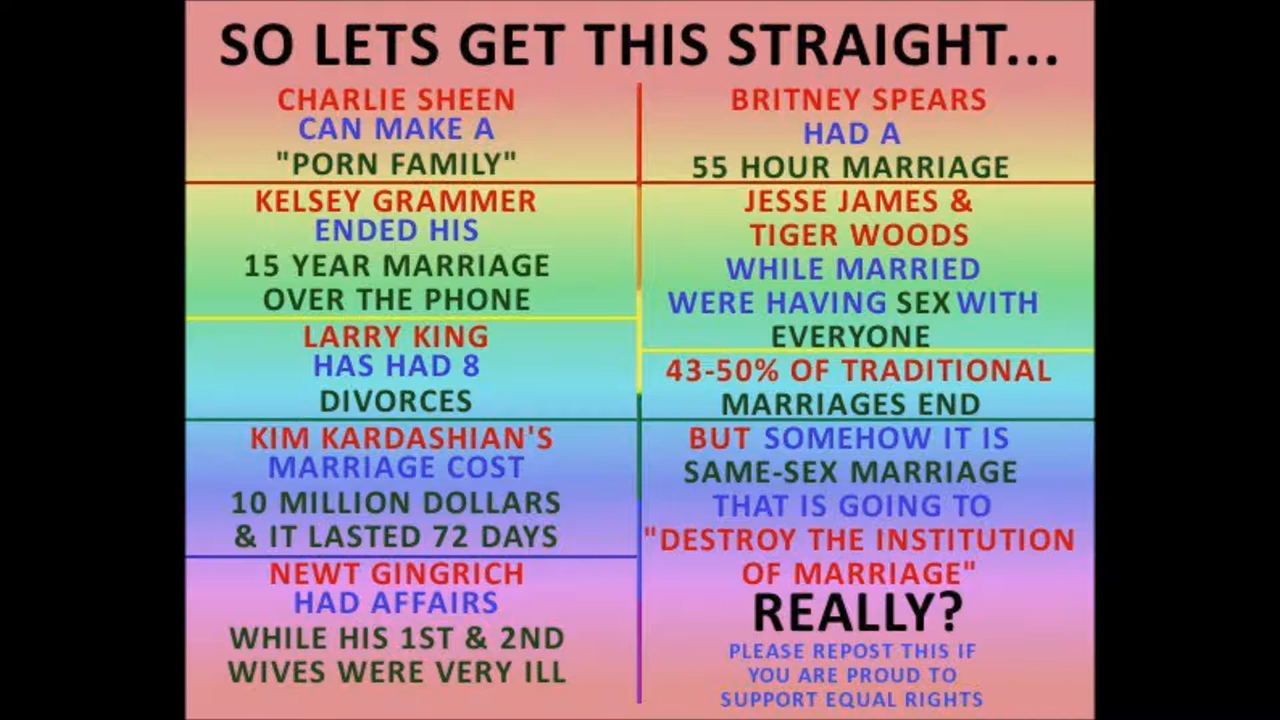 SO LETS GET THIS STRAIGHT...
CHARLIE SHEEN
CAN MAKE A
"PORN FAMILY"
KELSEY GRAMMER
ENDED HIS
15 YEAR MARRIAGE
OVER THE PHONE
LARRY KING
HAS HAD 8
DIVORCES
KIM KARDASHIAN'S
MARRIAGE COST
10 MILLION DOLLARS
& IT LASTED 72 DAYS
NEWT GINGRICH
HAD AFFAIRS
WHILE HIS 1ST & 2ND
WIVES WERE VERY ILL
BRITNEY SPEARS
HAD A
55 HOUR MARRIAGE
JESSE JAMES &
TIGER WOODS
WHILE MARRIED
WERE HAVING SEX WITH
EVERYONE
43-50% OF TRADITIONAL
MARRIAGES END
BUT SOMEHOW IT IS
SAME-SEX MARRIAGE
THAT IS GOING TO
"DESTROY THE INSTITUTION
OF MARRIAGE"
REALLY?
PLEASE REPOST THIS IF
YOU ARE PROUD TO
SUPPORT EQUAL RIGHTS